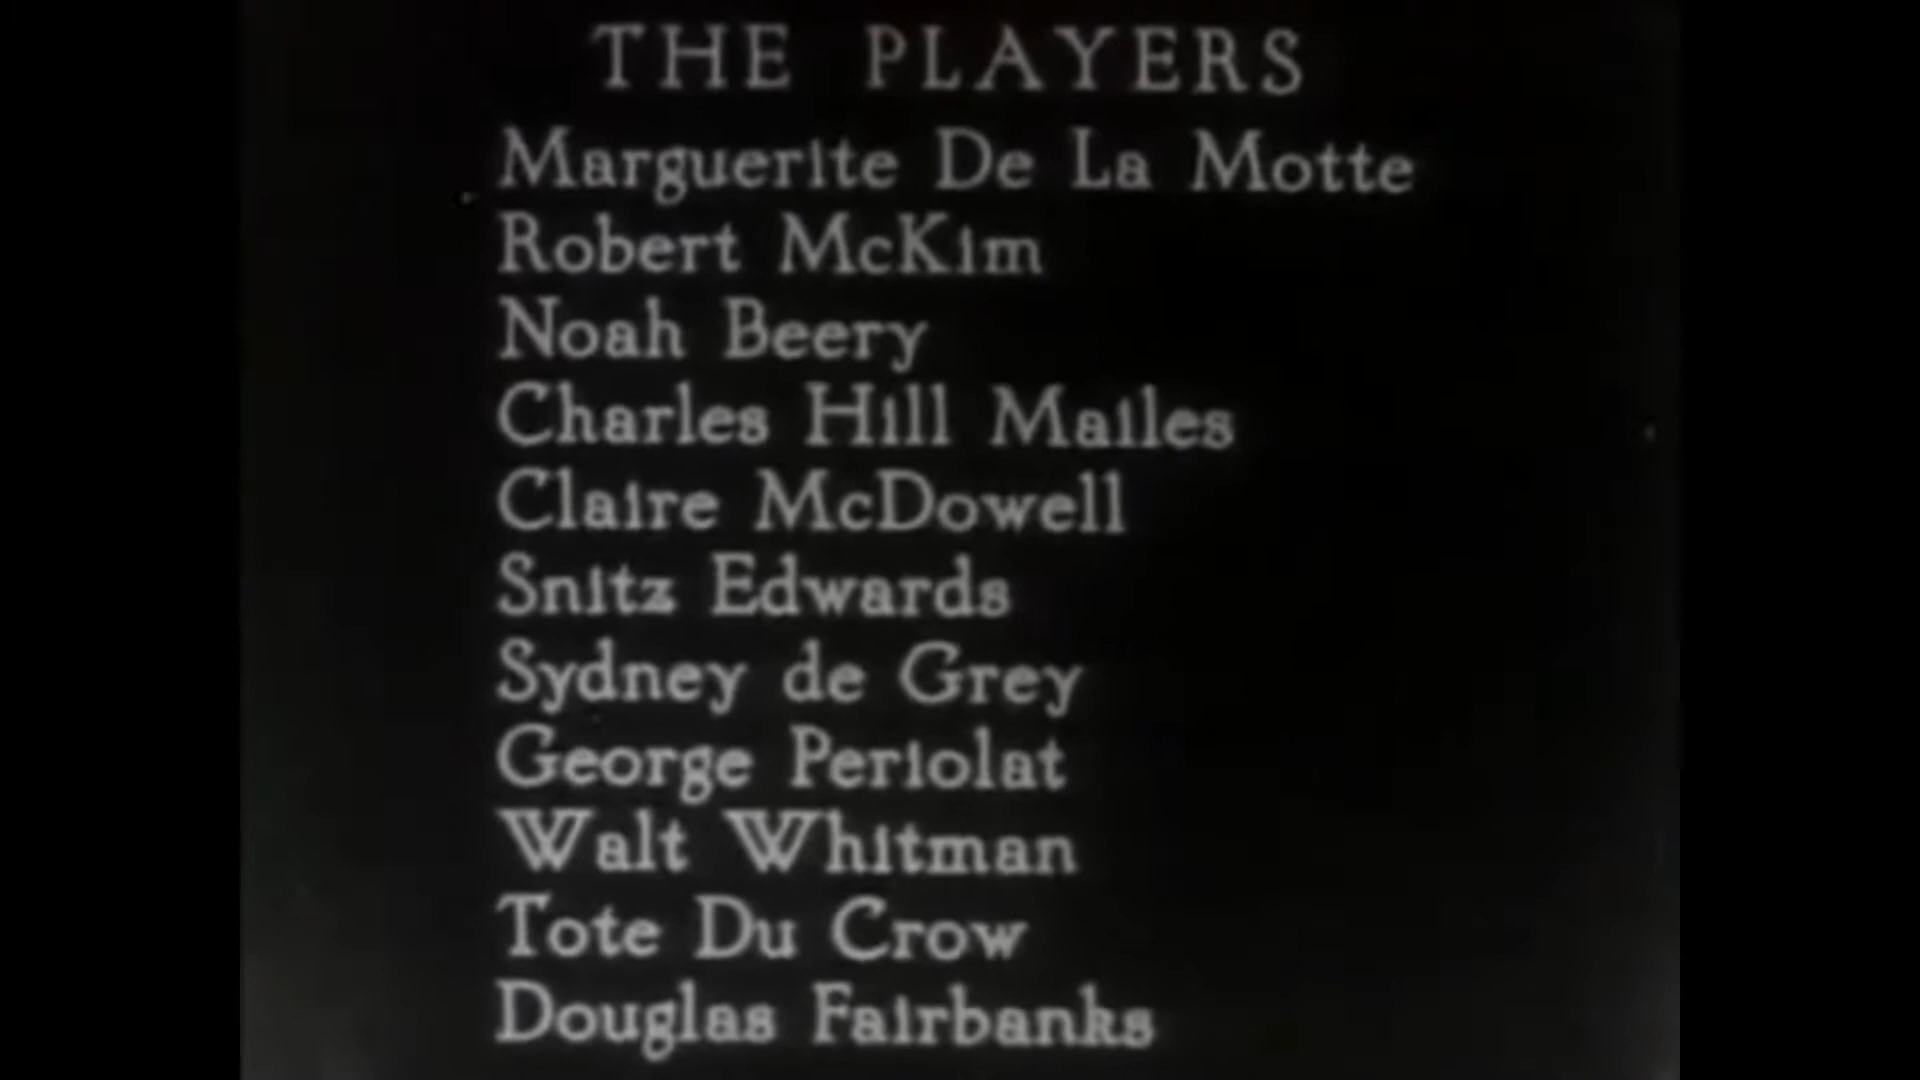 THE PLAYERS
Marguerite De La Motte
Robert McKim
Noah Beery
Charles Hill Mailes
Claire McDowell
Snitz Edwards
Sydney de Grey
George Periolat
Walt Whitman
Tote Du Crow
Douglas Fairbanks